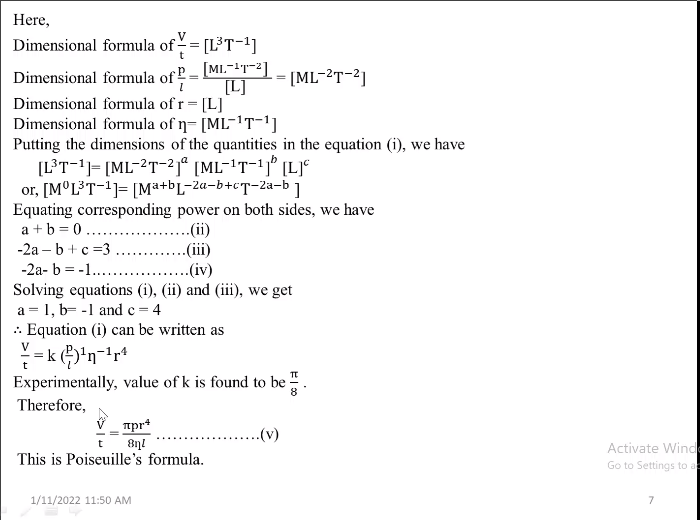 Here,
Dimensional formula of V/t = [L³T⁻¹]
Dimensional formula of p/l = [ML⁻¹T⁻²]/[L] = [ML⁻²T⁻²]
Dimensional formula of r = [L]
Dimensional formula of η= [ML⁻¹T⁻¹]
Putting the dimensions of the quantities in the equation (i), we have
[L³T⁻¹]= [ML⁻²T⁻²]ᵃ [ML⁻¹T⁻¹]ᵇ [L]ᶜ
or, [M⁰L³T⁻¹]= [Mᵃ⁺ᵇL⁻²ᵃ⁻ᵇ⁺ᶜT⁻²ᵃ⁻ᵇ ]
Equating corresponding power on both sides, we have
a + b = 0 ………………..(ii)
-2a – b + c =3 ………….(iii)
-2a- b = -1..……………..(iv)
Solving equations (i), (ii) and (iii), we get
a = 1, b= -1 and c = 4
∴ Equation (i) can be written as
V/t = k (p/l)¹η⁻¹r⁴
Experimentally, value of k is found to be π/8 .
Therefore,
V/t = πpr⁴/8ηl ………………..(v)
This is Poiseuille’s formula.
Activate Wind
Go to Settings to a
1/11/2022 11:50 AM
7